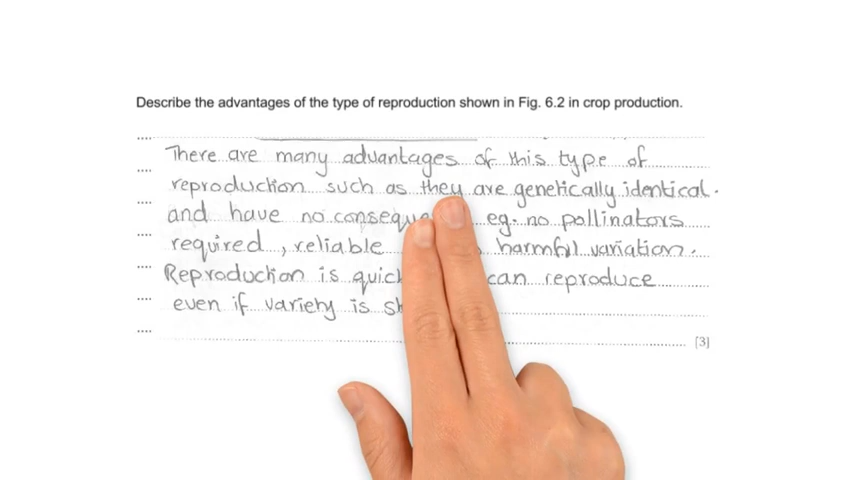 Describe the advantages of the type of reproduction shown in Fig. 6.2 in crop production.
There are many advantages of this type of
reproduction such as they are genetically identical.
and have no eg. no pollinators
required, reliable harmful variation.
Reproduction is can reproduce
even if variety is
[3]